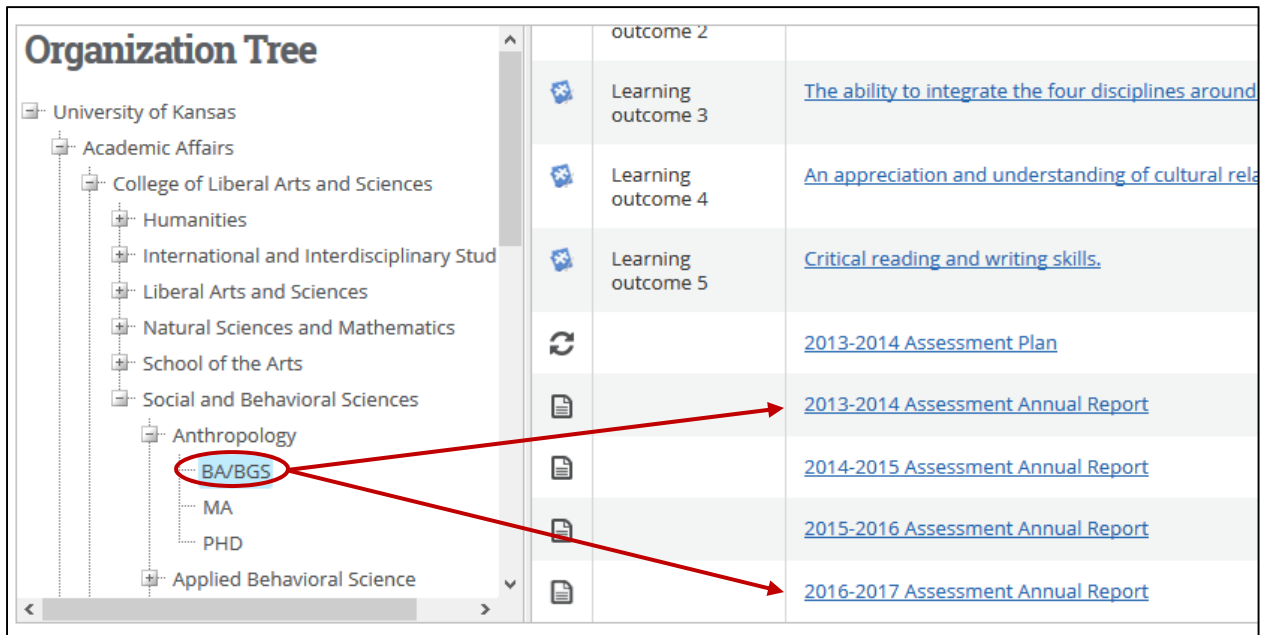 Organization Tree
University of Kansas
Academic Affairs
College of Liberal Arts and Sciences
Humanities
International and Interdisciplinary Stud
Liberal Arts and Sciences
Natural Sciences and Mathematics
School of the Arts
Social and Behavioral Sciences
Anthropology
BA/BGS
MA
PHD
Applied Behavioral Science
outcome 2
Learning
outcome 3
The ability to integrate the four disciplines around
Learning
outcome 4
An appreciation and understanding of cultural rela
Learning
outcome 5
Critical reading and writing skills.
2013-2014 Assessment Plan
2013-2014 Assessment Annual Report
2014-2015 Assessment Annual Report
2015-2016 Assessment Annual Report
2016-2017 Assessment Annual Report